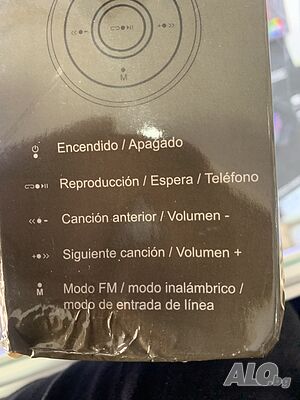 M
Encendido / Apagado
Reproducción / Espera / Teléfono
Canción anterior / Volumen -
Siguiente canción / Volumen +
M
Modo FM / modo inalámbrico /
modo de entrada de línea
ALO.bg